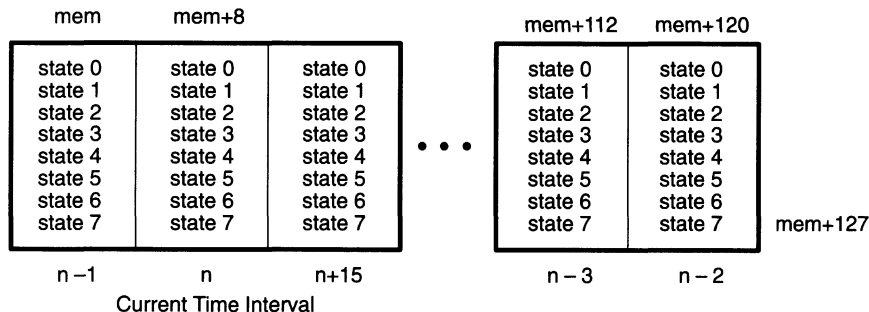 mem mem+8 mem+112 mem+120
state 0 state 0 state 0 state 0 state 0
state 1 state 1 state 1 state 1 state 1
state 2 state 2 state 2 state 2 state 2
state 3 state 3 state 3 state 3 state 3
state 4 state 4 state 4 state 4 state 4
state 5 state 5 state 5 state 5 state 5
state 6 state 6 state 6 state 6 state 6
state 7 state 7 state 7 state 7 state 7 mem+127
n –1 n n+15 n – 3 n – 2
Current Time Interval